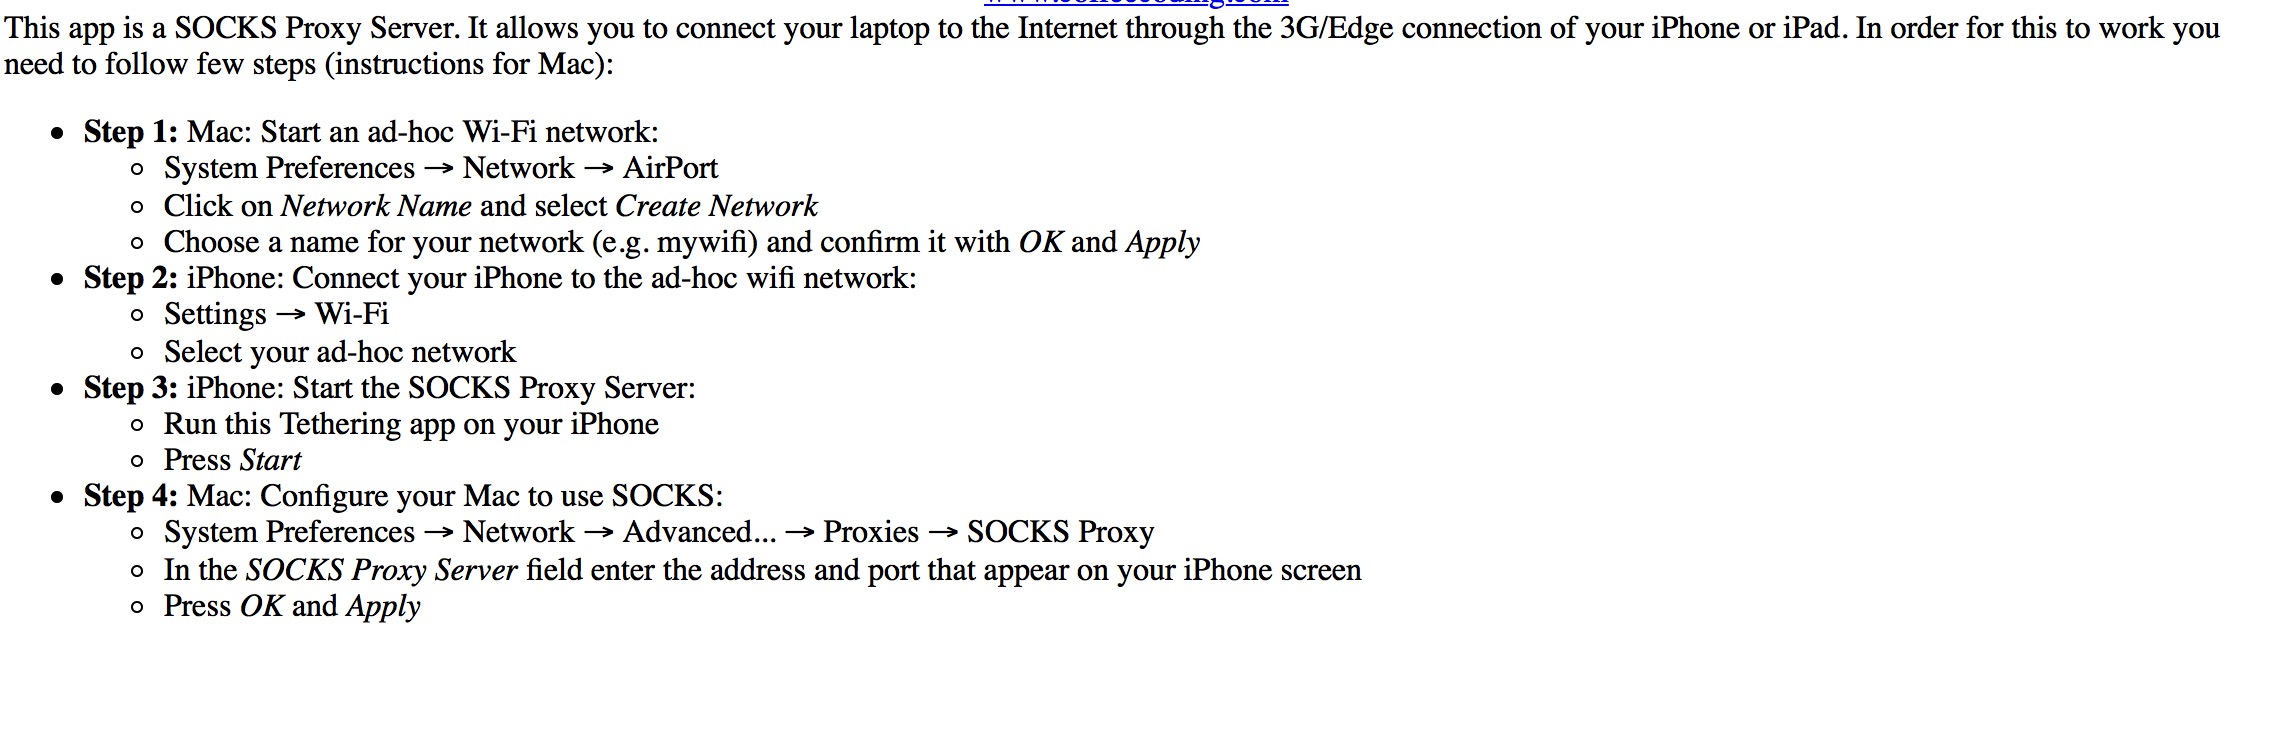 This app is a SOCKS Proxy Server. It allows you to connect your laptop to the Internet through the 3G/Edge connection of your iPhone or iPad. In order for this to work you
need to follow few steps (instructions for Mac):
• Step 1: Mac: Start an ad-hoc Wi-Fi network:
◦ System Preferences → Network → AirPort
◦ Click on Network Name and select Create Network
◦ Choose a name for your network (e.g. mywifi) and confirm it with OK and Apply
• Step 2: iPhone: Connect your iPhone to the ad-hoc wifi network:
◦ Settings → Wi-Fi
◦ Select your ad-hoc network
• Step 3: iPhone: Start the SOCKS Proxy Server:
◦ Run this Tethering app on your iPhone
◦ Press Start
• Step 4: Mac: Configure your Mac to use SOCKS:
◦ System Preferences → Network → Advanced... → Proxies → SOCKS Proxy
◦ In the SOCKS Proxy Server field enter the address and port that appear on your iPhone screen
◦ Press OK and Apply